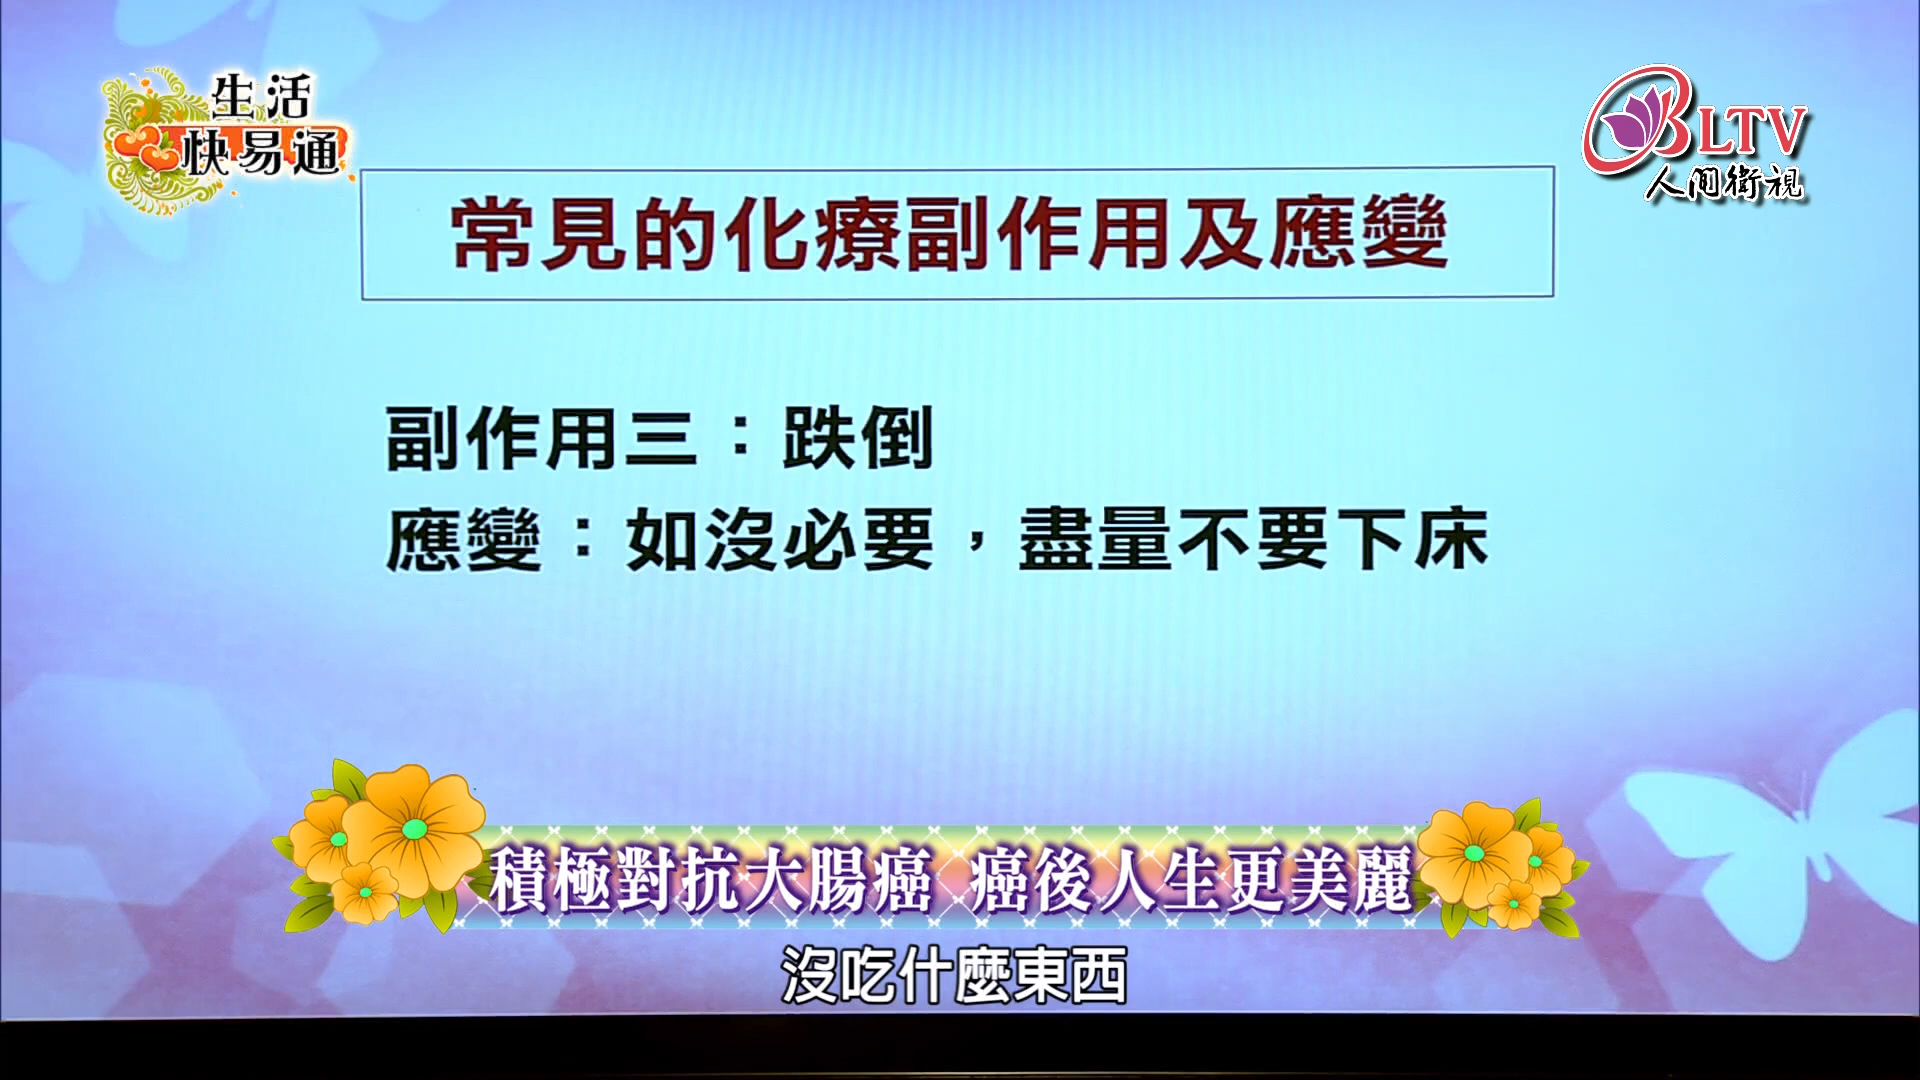 生活
快易通
BLTV
人間衛視
常見的化療副作用及應變
副作用三：跌倒
應變：如沒必要，盡量不要下床
積極對抗大腸癌 癌後人生更美麗
沒吃什麼東西